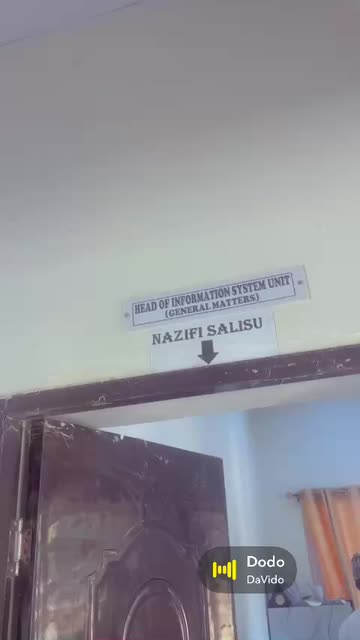 HEAD OF INFORMATION SYSTEM UNIT
(GENERAL MATTERS)
NAZIFI SALISU
Dodo
DaVido